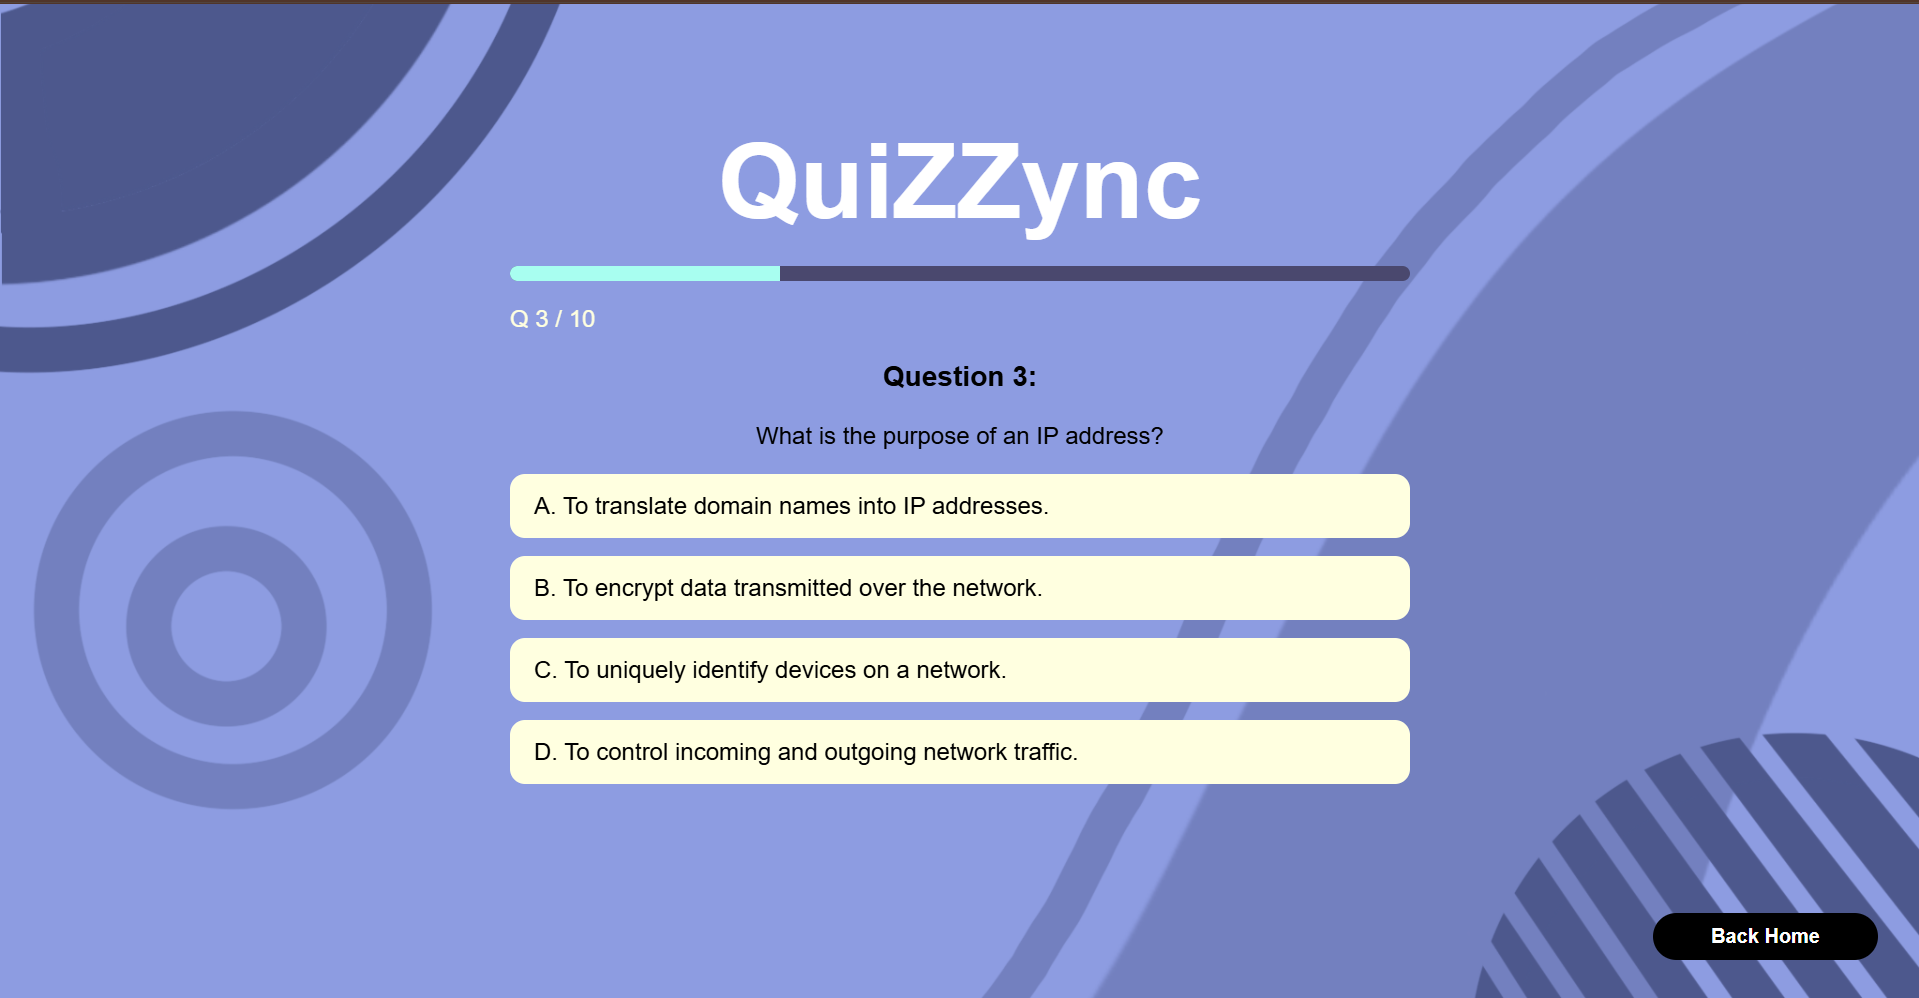 QuiZZync
Q 3 / 10
Question 3:
What is the purpose of an IP address?
A. To translate domain names into IP addresses.
B. To encrypt data transmitted over the network.
C. To uniquely identify devices on a network.
D. To control incoming and outgoing network traffic.
Back Home